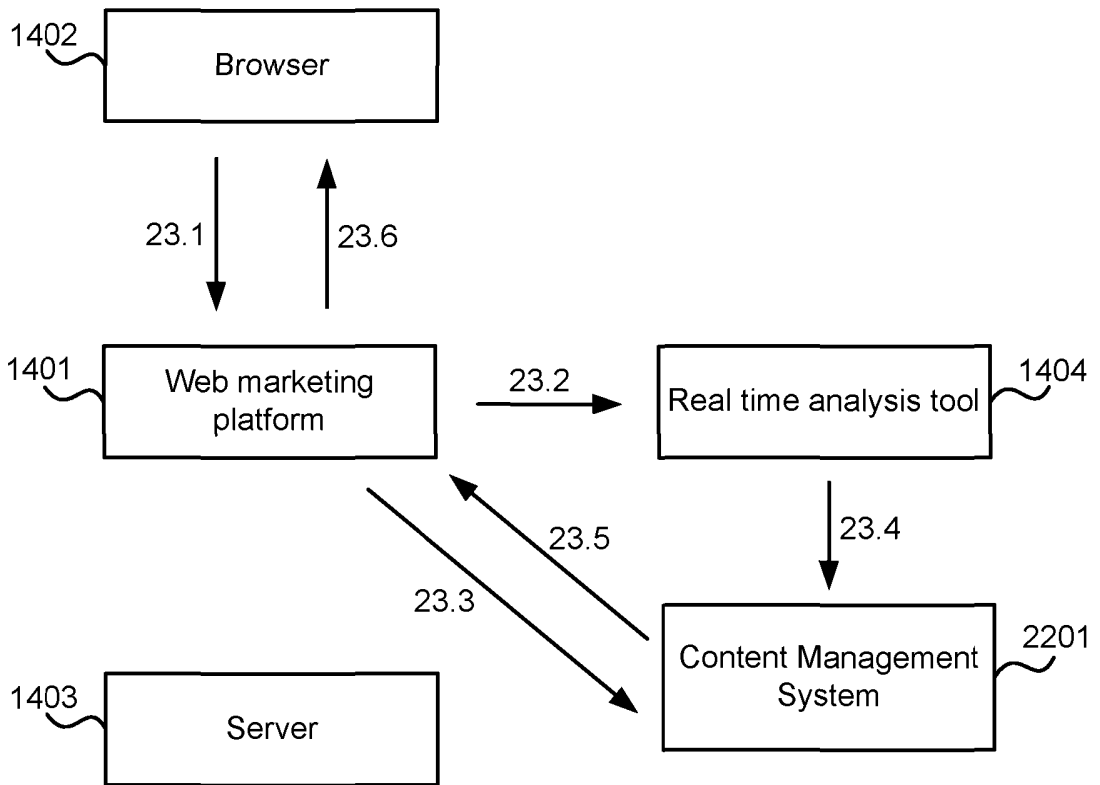 1402
Browser
23.1
23.6
1401
Web marketing
platform
23.2
Real time analysis tool
1404
23.5
23.4
23.3
1403
Server
Content Management
System
2201